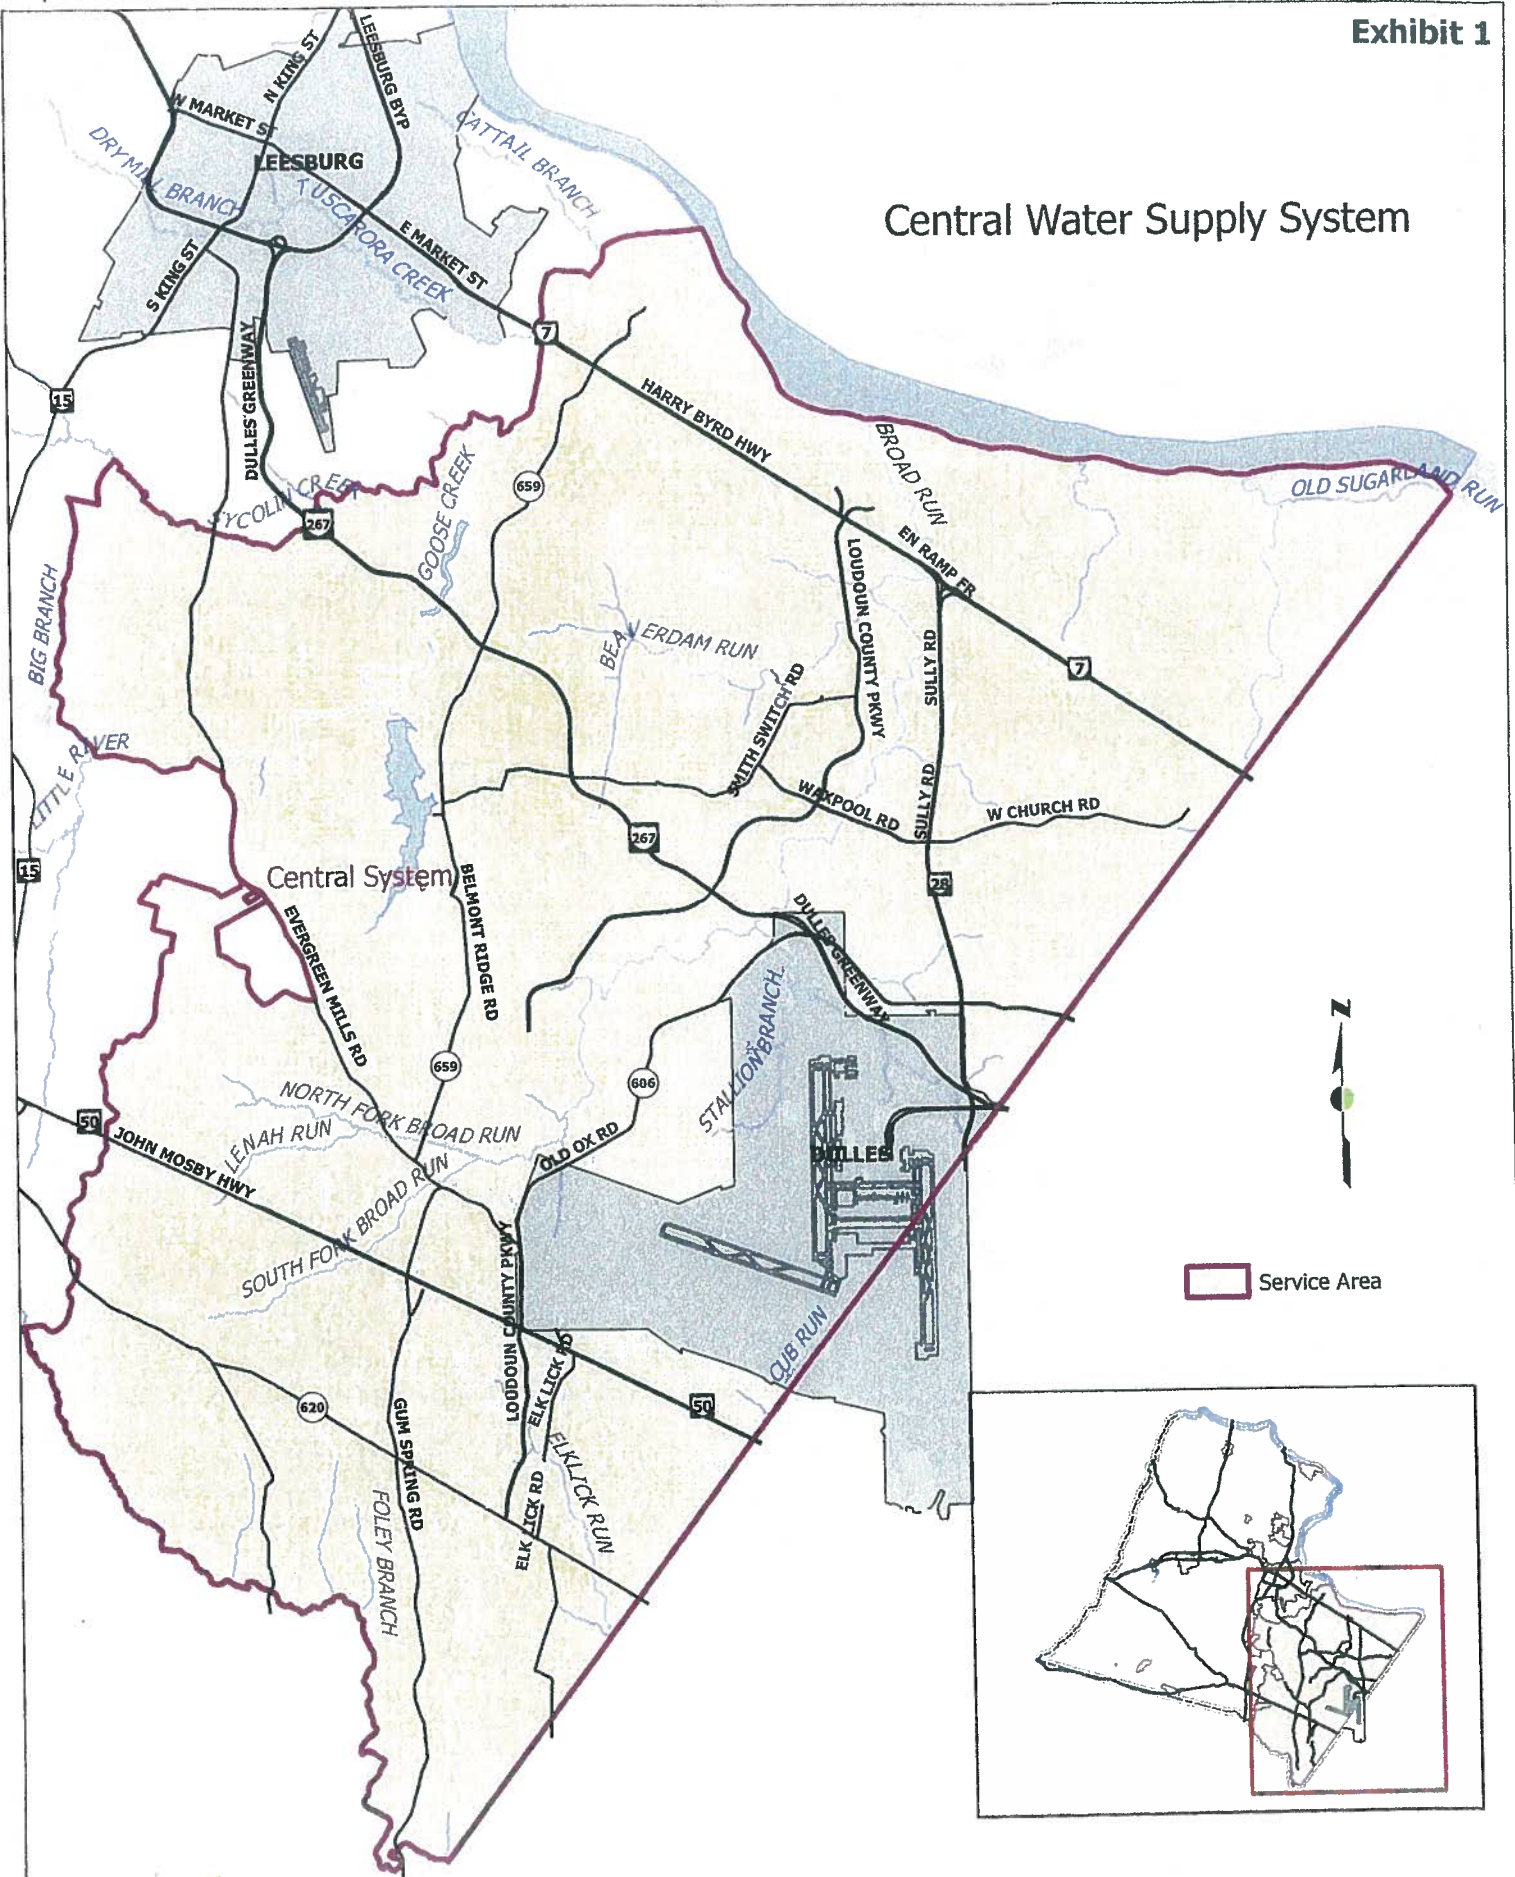 Exhibit 1
Central Water Supply System
N KING ST
LEESBURG BYP
W MARKET ST
CATTAIL BRANCH
DRY MILL BRANCH
LEESBURG
TUSCARORA CREEK
E MARKET ST
S KING ST
7
DULLES GREENWAY
15
HARRY BYRD HWY
BROAD RUN
OLD SUGARLAND RUN
GOOSE CREEK
659
SYCOLIN CREEK
267
EN RAMP FR
LOUDOUN COUNTY PKWY
BIG BRANCH
BEAVERDAM RUN
SULLY RD
7
SMITH SWITCH RD
LITTLE RIVER
SULLY RD
WAXPOOL RD
W CHURCH RD
267
15
Central System
28
BELMONT RIDGE RD
EVERGREEN MILLS RD
DULLES GREENWAY
STALLION BRANCH
N
659
606
50
NORTH FORK BROAD RUN
LENAH RUN
JOHN MOSBY HWY
OLD OX RD
DULLES
SOUTH FORK BROAD RUN
LOUDOUN COUNTY PKWY
Service Area
CUB RUN
ELK LICK RD
620
50
GUM SPRING RD
ELKLICK RUN
ELK LICK RD
FOLEY BRANCH